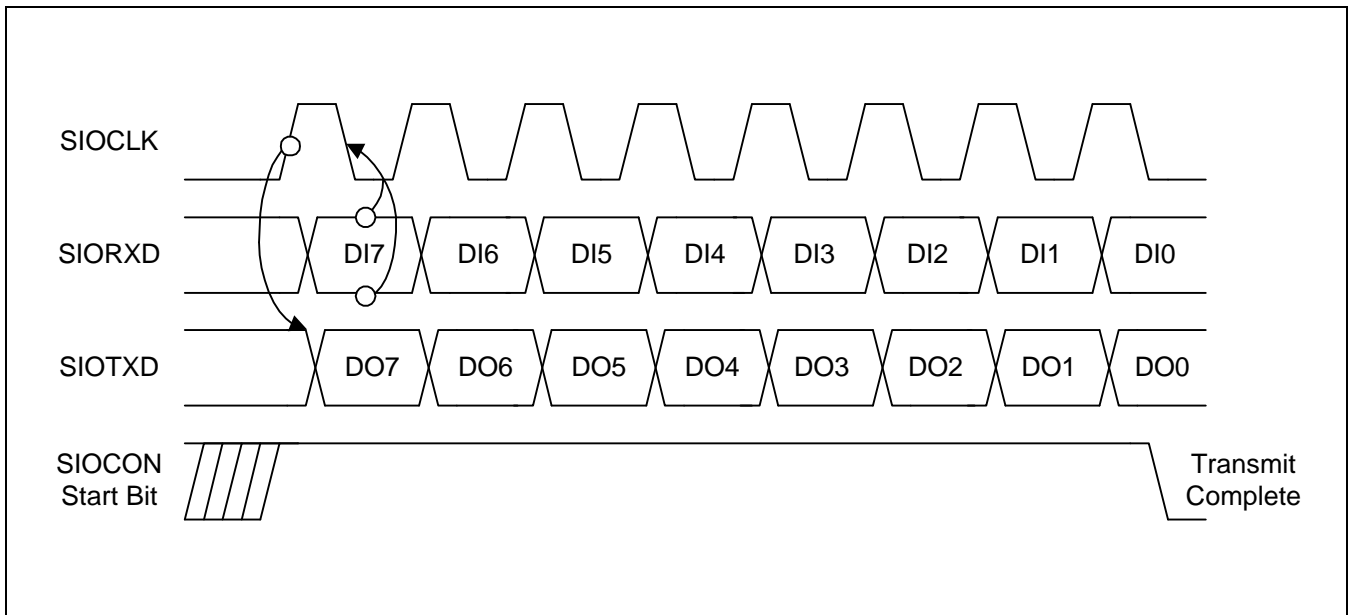 SIOCLK
SIORXD
DI7 DI6 DI5 DI4 DI3 DI2 DI1 DI0
SIOTXD
DO7 DO6 DO5 DO4 DO3 DO2 DO1 DO0
SIOCON
Start Bit
Transmit
Complete